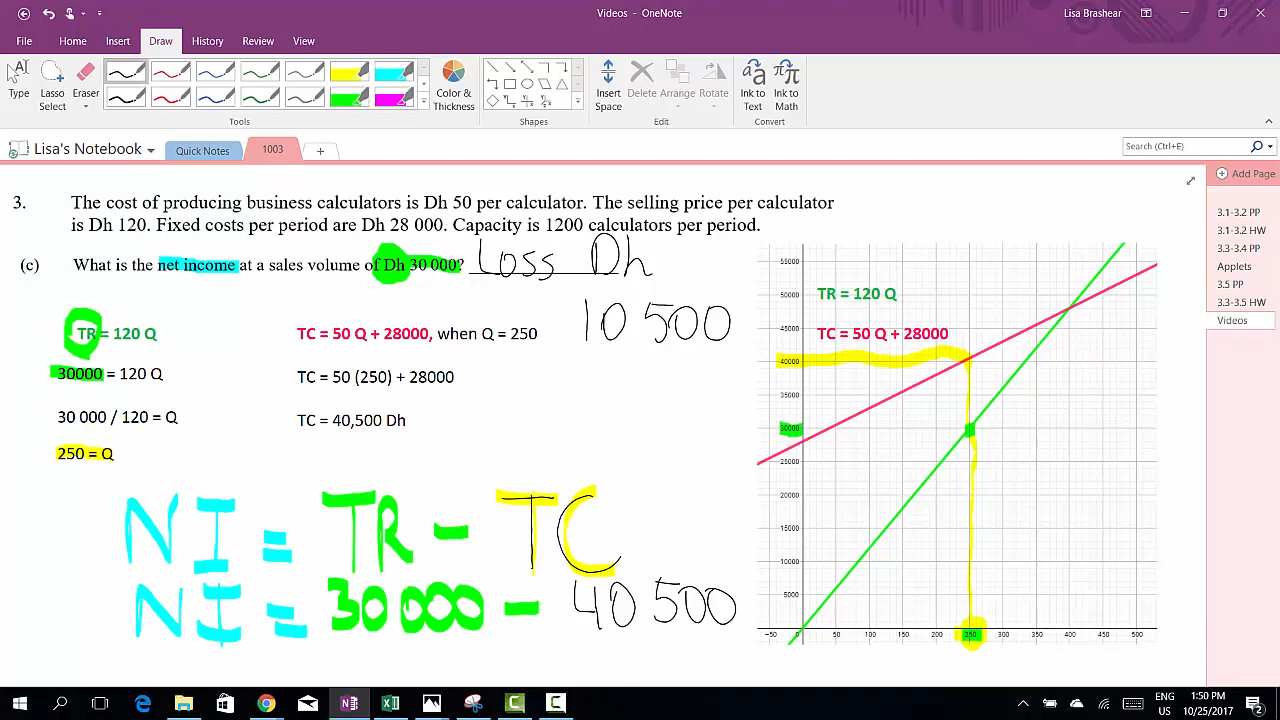 Videos - OneNote
Lisa Brashear
File Home Insert Draw History Review View
Type
Lasso Select
Eraser
Color & Thickness
Insert Space
Delete
Arrange
Rotate
Ink to Text
Ink to Math
Tools
Shapes
Edit
Convert
Lisa's Notebook
Quick Notes
1003
Search (Ctrl+E)
Add Page
3.1-3.2 PP
3.1-3.2 HW
3.3-3.4 PP
Applets
3.5 PP
3.3-3.5 HW
Videos
3. The cost of producing business calculators is Dh 50 per calculator. The selling price per calculator
is Dh 120. Fixed costs per period are Dh 28 000. Capacity is 1200 calculators per period.
(c) What is the net income at a sales volume of Dh 30 000? Loss Dh
10 500
TR = 120 Q
30000 = 120 Q
30 000 / 120 = Q
250 = Q
TC = 50 Q + 28000, when Q = 250
TC = 50 (250) + 28000
TC = 40,500 Dh
NI = TR - TC
NI = 30 000 - 40 500
TR = 120 Q
TC = 50 Q + 28000
55000
50000
45000
40000
35000
30000
25000
20000
15000
10000
5000
-50 0 50 100 150 200 250 300 350 400 450 500
ENG
US
1:50 PM
10/25/2017
2